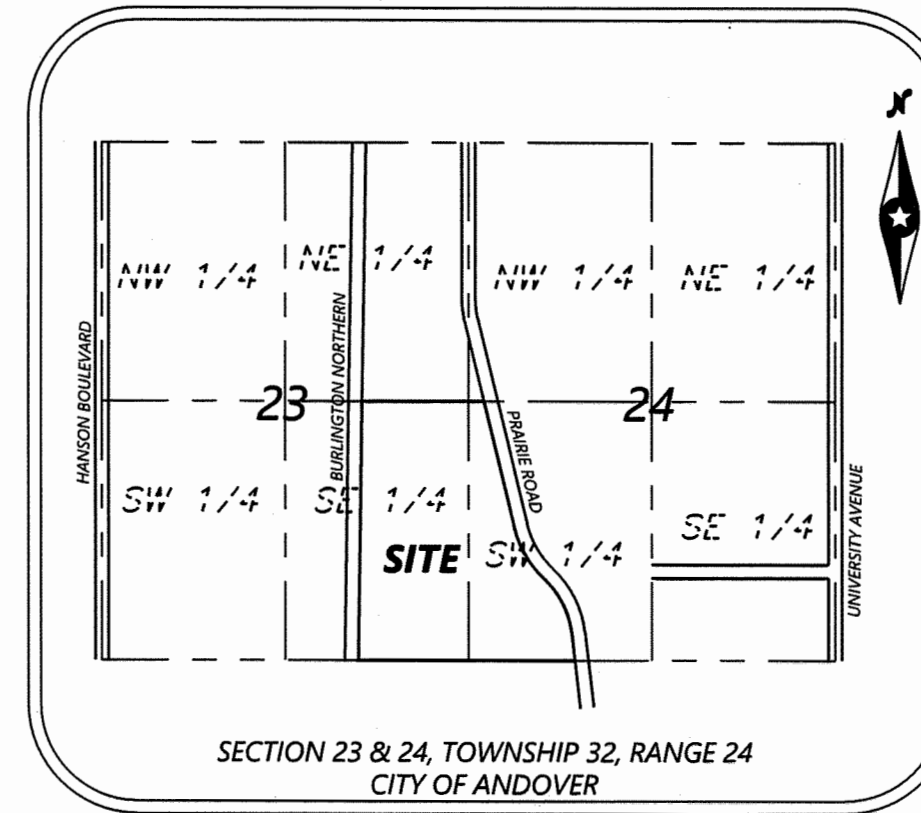 N
NW 1/4
NE 1/4
NW 1/4
NE 1/4
HANSON BOULEVARD
BURLINGTON NORTHERN
23
24
PRAIRIE ROAD
SW 1/4
SE 1/4
SITE
SW 1/4
SE 1/4
UNIVERSITY AVENUE
SECTION 23 & 24, TOWNSHIP 32, RANGE 24
CITY OF ANDOVER